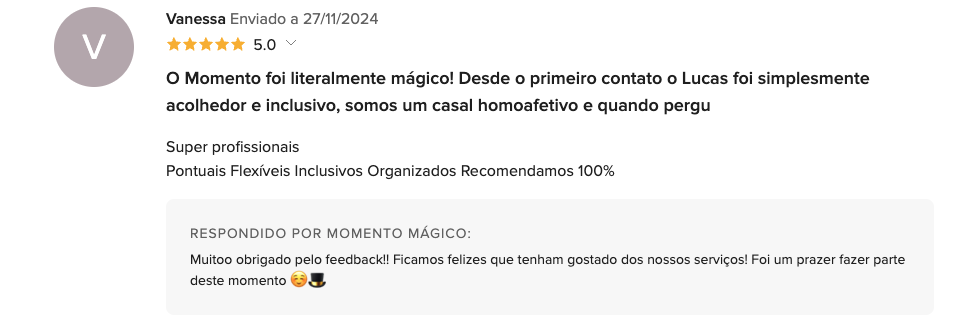 V
Vanessa Enviado a 27/11/2024
5.0
O Momento foi literalmente mágico! Desde o primeiro contato o Lucas foi simplesmente
acolhedor e inclusivo, somos um casal homoafetivo e quando pergu
Super profissionais
Pontuais Flexíveis Inclusivos Organizados Recomendamos 100%
RESPONDIDO POR MOMENTO MÁGICO:
Muitoo obrigado pelo feedback!! Ficamos felizes que tenham gostado dos nossos serviços! Foi um prazer fazer parte
deste momento ☺️🎩